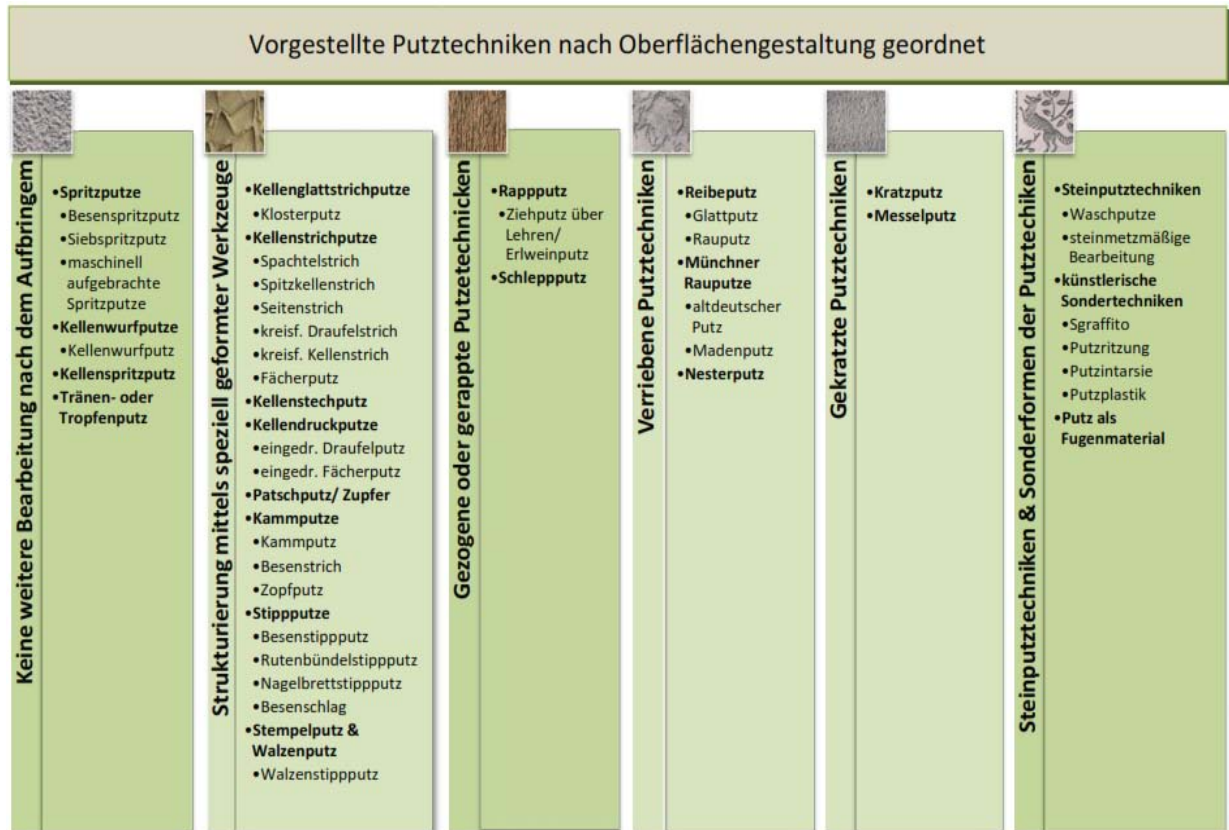 Vorgestellte Putztechniken nach Oberflächengestaltung geordnet
Keine weitere Bearbeitung nach dem Aufbringem
•Spritzputze
•Besenspritzputz
•Siebspritzputz
•maschinell
aufgebrachte
Spritzputze
•Kellenwurfputze
•Kellenwurfputz
•Kellenspritzputz
•Tränen- oder
Tropfenputz
Strukturierung mittels speziell geformter Werkzeuge
•Kellenglattstrichputze
•Klosterputz
•Kellenstrichputze
•Spachtelstrich
•Spitzkellenstrich
•Seitenstrich
•kreisf. Draufelstrich
•kreisf. Kellenstrich
•Fächerputz
•Kellenstechputz
•Kellendruckputze
•eingedr. Draufelputz
•eingedr. Fächerputz
•Patschputz/ Zupfer
•Kammputze
•Kammputz
•Besenstrich
•Zopfputz
•Stippputze
•Besenstippputz
•Rutenbündelstippputz
•Nagelbrettstippputz
•Besenschlag
•Stempelputz &
Walzenputz
•Walzenstippputz
Gezogene oder gerappte Putzetechnicken
•Rappputz
•Ziehputz über
Lehren/
Erlweinputz
•Schleppputz
Verriebene Putztechniken
•Reibeputz
•Glattputz
•Rauputz
•Münchner
Rauputze
•altdeutscher
Putz
•Madenputz
•Nesterputz
Gekratzte Putztechniken
•Kratzputz
•Messelputz
Steinputztechniken & Sonderformen der Putztechiken
•Steinputztechniken
•Waschputze
•steinmetzmäßige
Bearbeitung
•künstlerische
Sondertechniken
•Sgraffito
•Putzritzung
•Putzintarsie
•Putzplastik
•Putz als
Fugenmaterial